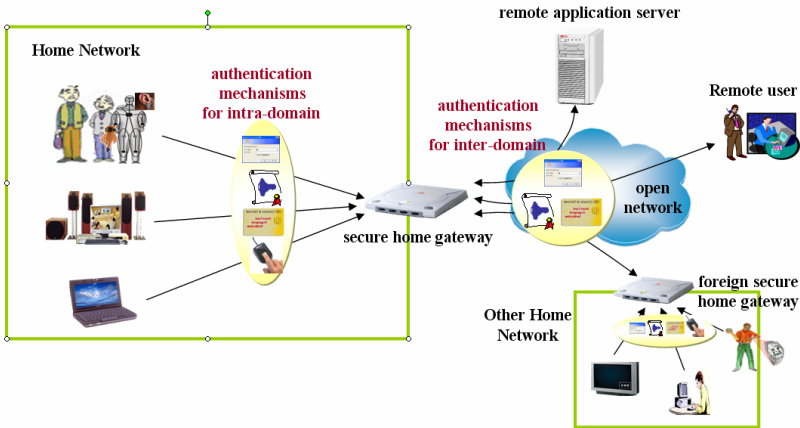 Home Network
authentication
mechanisms
for intra-domain
secure home gateway
remote application server
authentication
mechanisms
for inter-domain
Remote user
open
network
foreign secure
home gateway
Other Home
Network